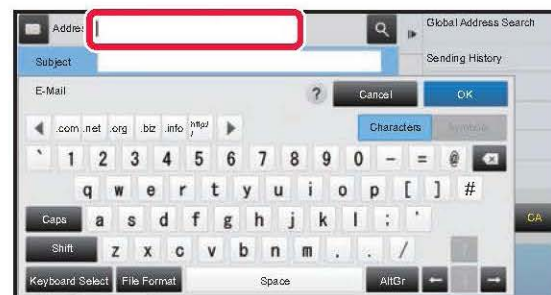 Addre
Global Address Search
Subject
Sending History
E-Mail
? Cancel OK
.com .net .org .biz .info http:// Characters Symbols
` 1 2 3 4 5 6 7 8 9 0 - = @
q w e r t y u i o p [ ] #
Caps a s d f g h j k l ; ' CA
Shift z x c v b n m , . /
Keyboard Select File Format Space AltGr